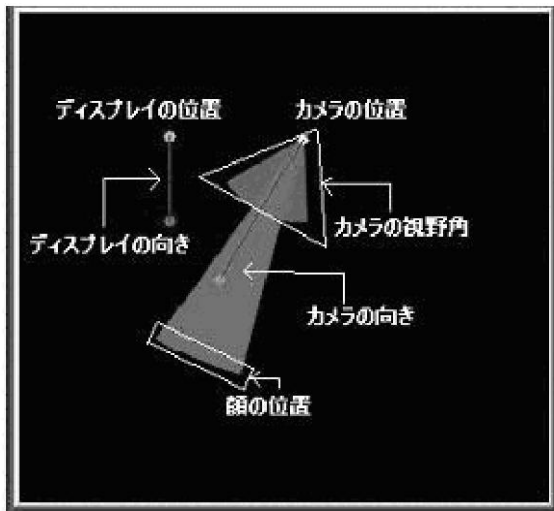 ディスプレイの位置
カメラの位置
ディスプレイの向き
カメラの視野角
カメラの向き
顔の位置